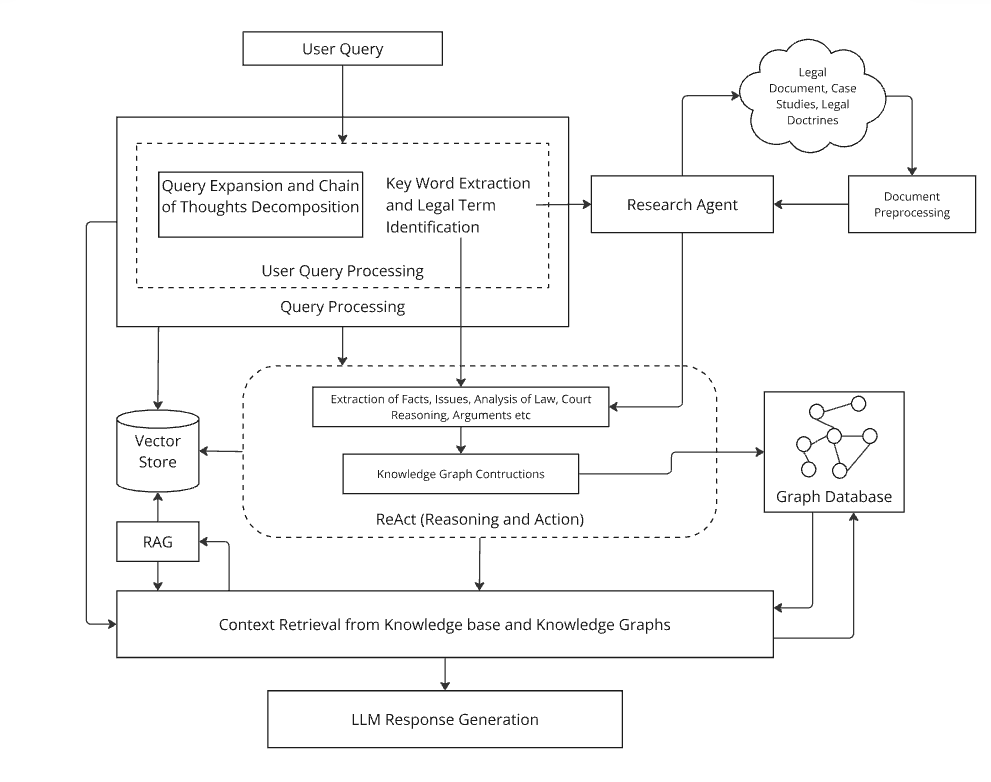 User Query
Legal
Document, Case
Studies, Legal
Doctrines
Query Expansion and Chain
of Thoughts Decomposition
Key Word Extraction
and Legal Term
Identification
Research Agent
Document
Preprocessing
User Query Processing
Query Processing
Extraction of Facts, Issues, Analysis of Law, Court
Reasoning, Arguments etc
Vector
Store
Knowledge Graph Contructions
Graph Database
ReAct (Reasoning and Action)
RAG
Context Retrieval from Knowledge base and Knowledge Graphs
LLM Response Generation